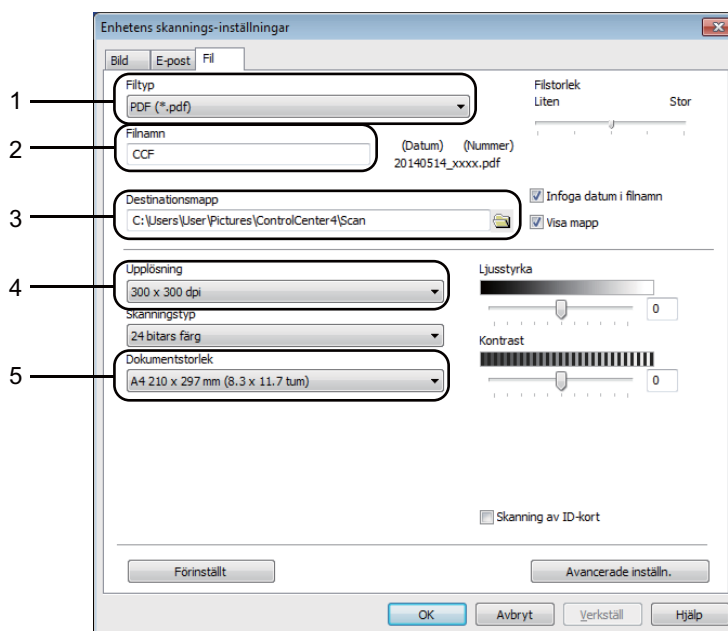 Enhetens skannings-inställningar
Bild E-post Fil
1
Filtyp
PDF (*.pdf)
Filstorlek
Liten Stor
2
Filnamn
CCF
(Datum) (Nummer)
20140514_xxxx.pdf
3
Destinationsmapp
C:\Users\User\Pictures\ControlCenter4\Scan
Infoga datum i filnamn
Visa mapp
4
Upplösning
300 x 300 dpi
Ljusstyrka
0
Skanningstyp
24 bitars färg
Kontrast
0
5
Dokumentstorlek
A4 210 x 297 mm (8.3 x 11.7 tum)
Skanning av ID-kort
Förinställt
Avancerade inställn.
OK Avbryt Verkställ Hjälp